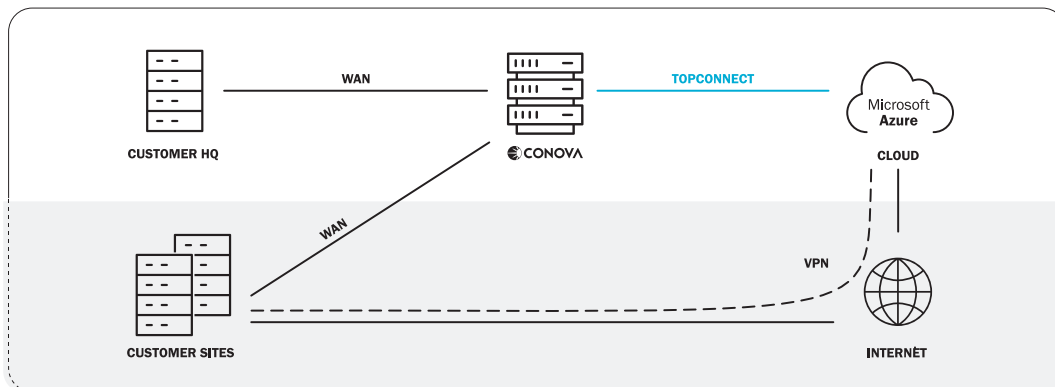 WAN
TOPCONNECT
Microsoft
Azure
CUSTOMER HQ
CONOVA
CLOUD
WAN
VPN
CUSTOMER SITES
INTERNET